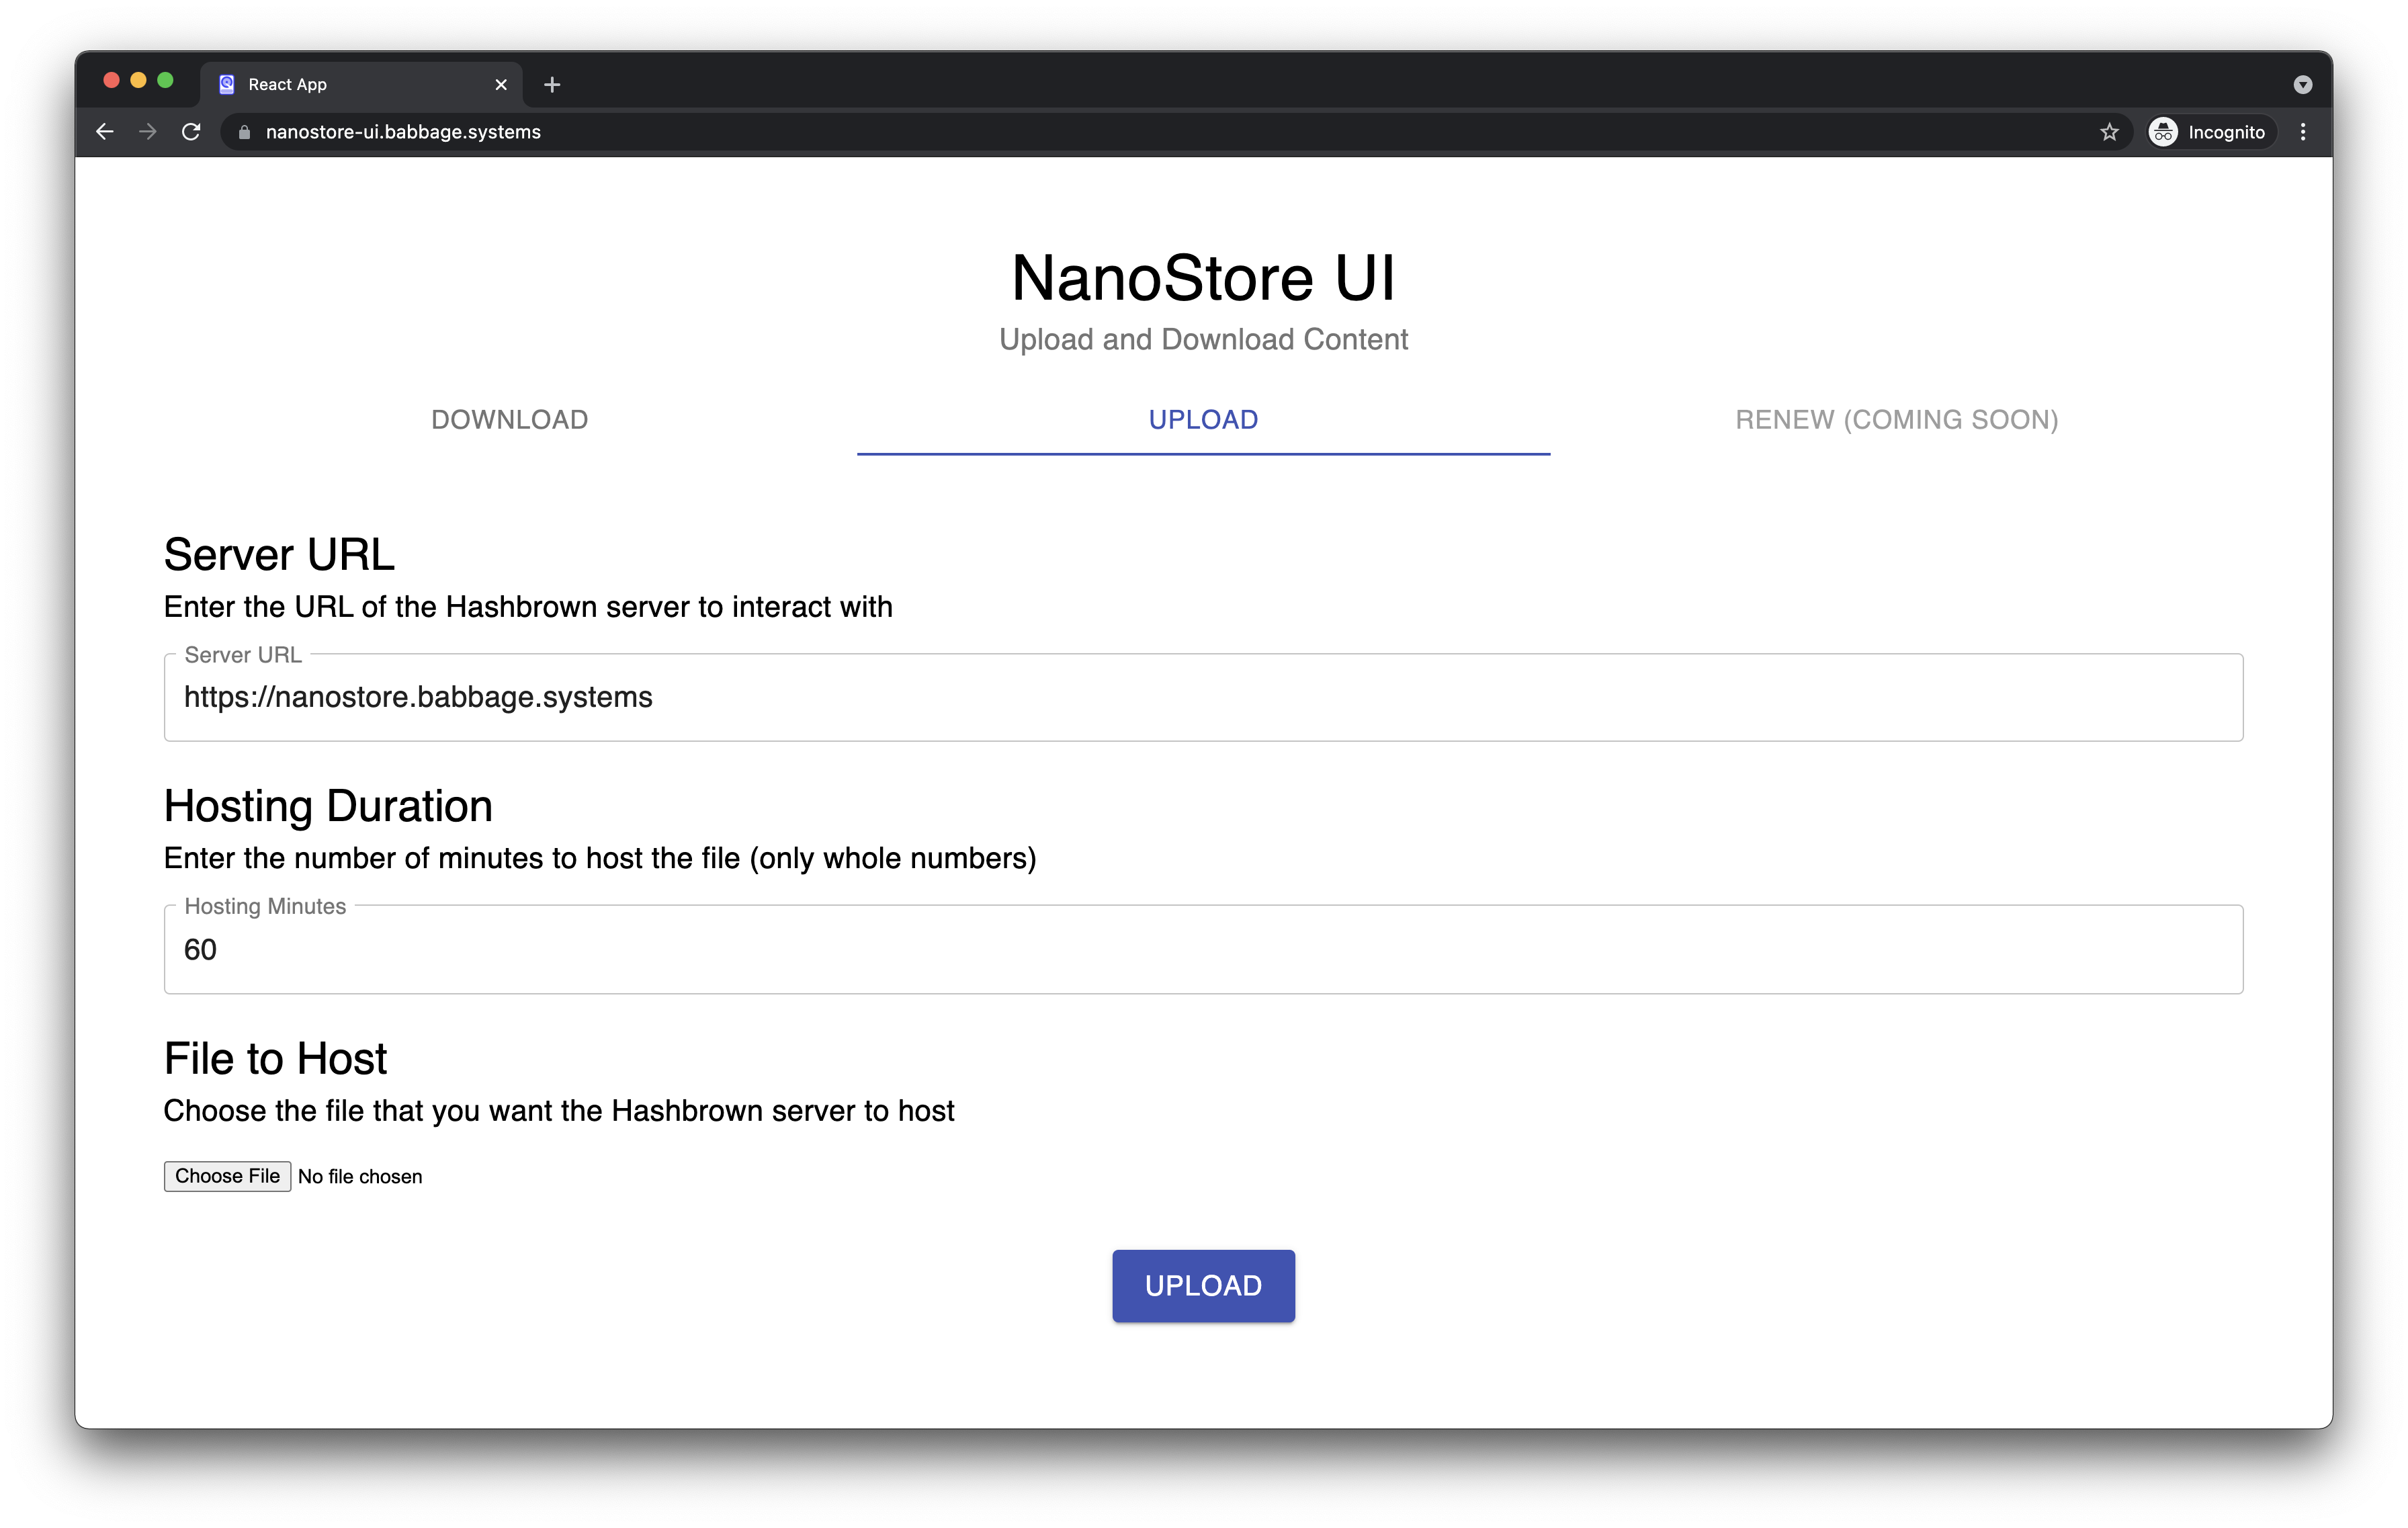 React App
nanostore-ui.babbage.systems
Incognito
NanoStore UI
Upload and Download Content
DOWNLOAD
UPLOAD
RENEW (COMING SOON)
Server URL
Enter the URL of the Hashbrown server to interact with
Server URL
https://nanostore.babbage.systems
Hosting Duration
Enter the number of minutes to host the file (only whole numbers)
Hosting Minutes
60
File to Host
Choose the file that you want the Hashbrown server to host
Choose File No file chosen
UPLOAD